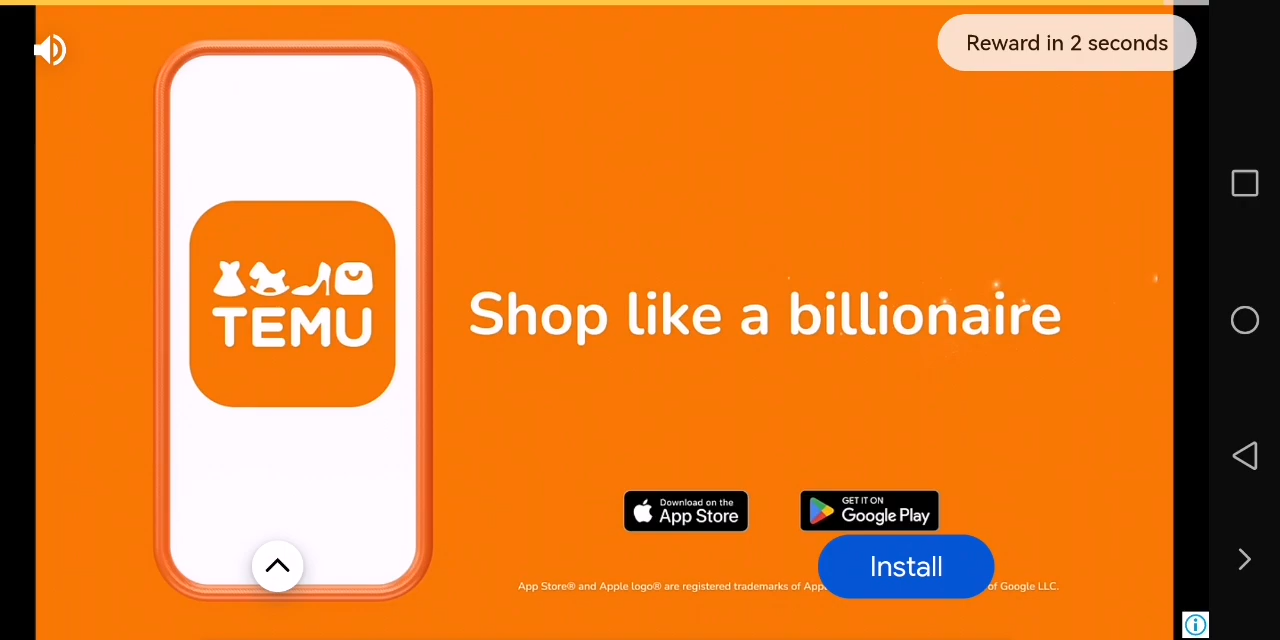 Reward in 2 seconds
TEMU
Shop like a billionaire
Download on the
App Store
GET IT ON
Google Play
Install
App Store® and Apple logo® are registered trademarks of App
of Google LLC.